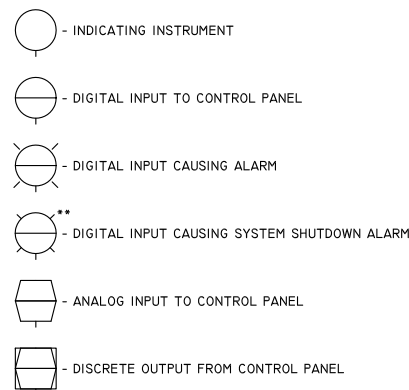 - INDICATING INSTRUMENT
- DIGITAL INPUT TO CONTROL PANEL
- DIGITAL INPUT CAUSING ALARM
** - DIGITAL INPUT CAUSING SYSTEM SHUTDOWN ALARM
- ANALOG INPUT TO CONTROL PANEL
- DISCRETE OUTPUT FROM CONTROL PANEL